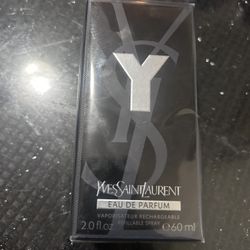 Y
YVESSAINTLAURENT
EAU DE PARFUM
VAPORISATEUR RECHARGEABLE
REFILLABLE SPRAY
2.0 fl.oz ℮60 ml